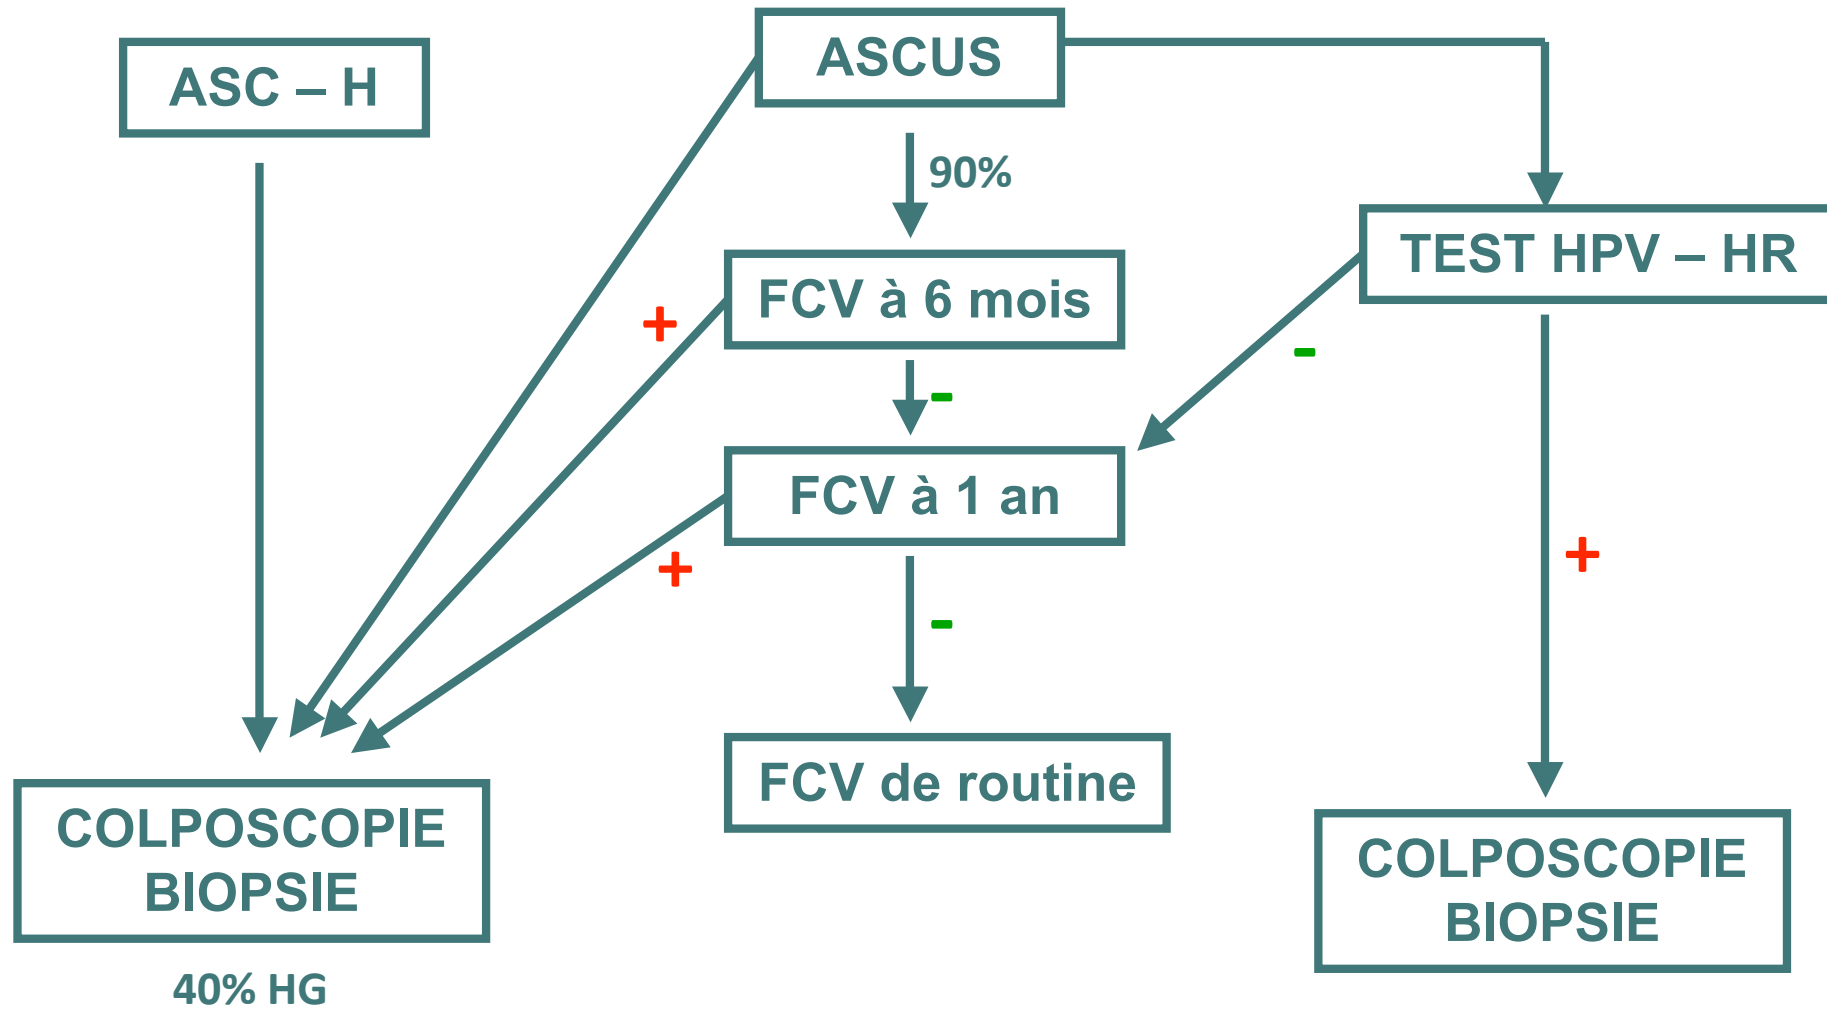 ASCUS
ASC – H
90%
TEST HPV – HR
FCV à 6 mois
+
-
-
FCV à 1 an
+
+
-
FCV de routine
COLPOSCOPIE
BIOPSIE
COLPOSCOPIE
BIOPSIE
40% HG